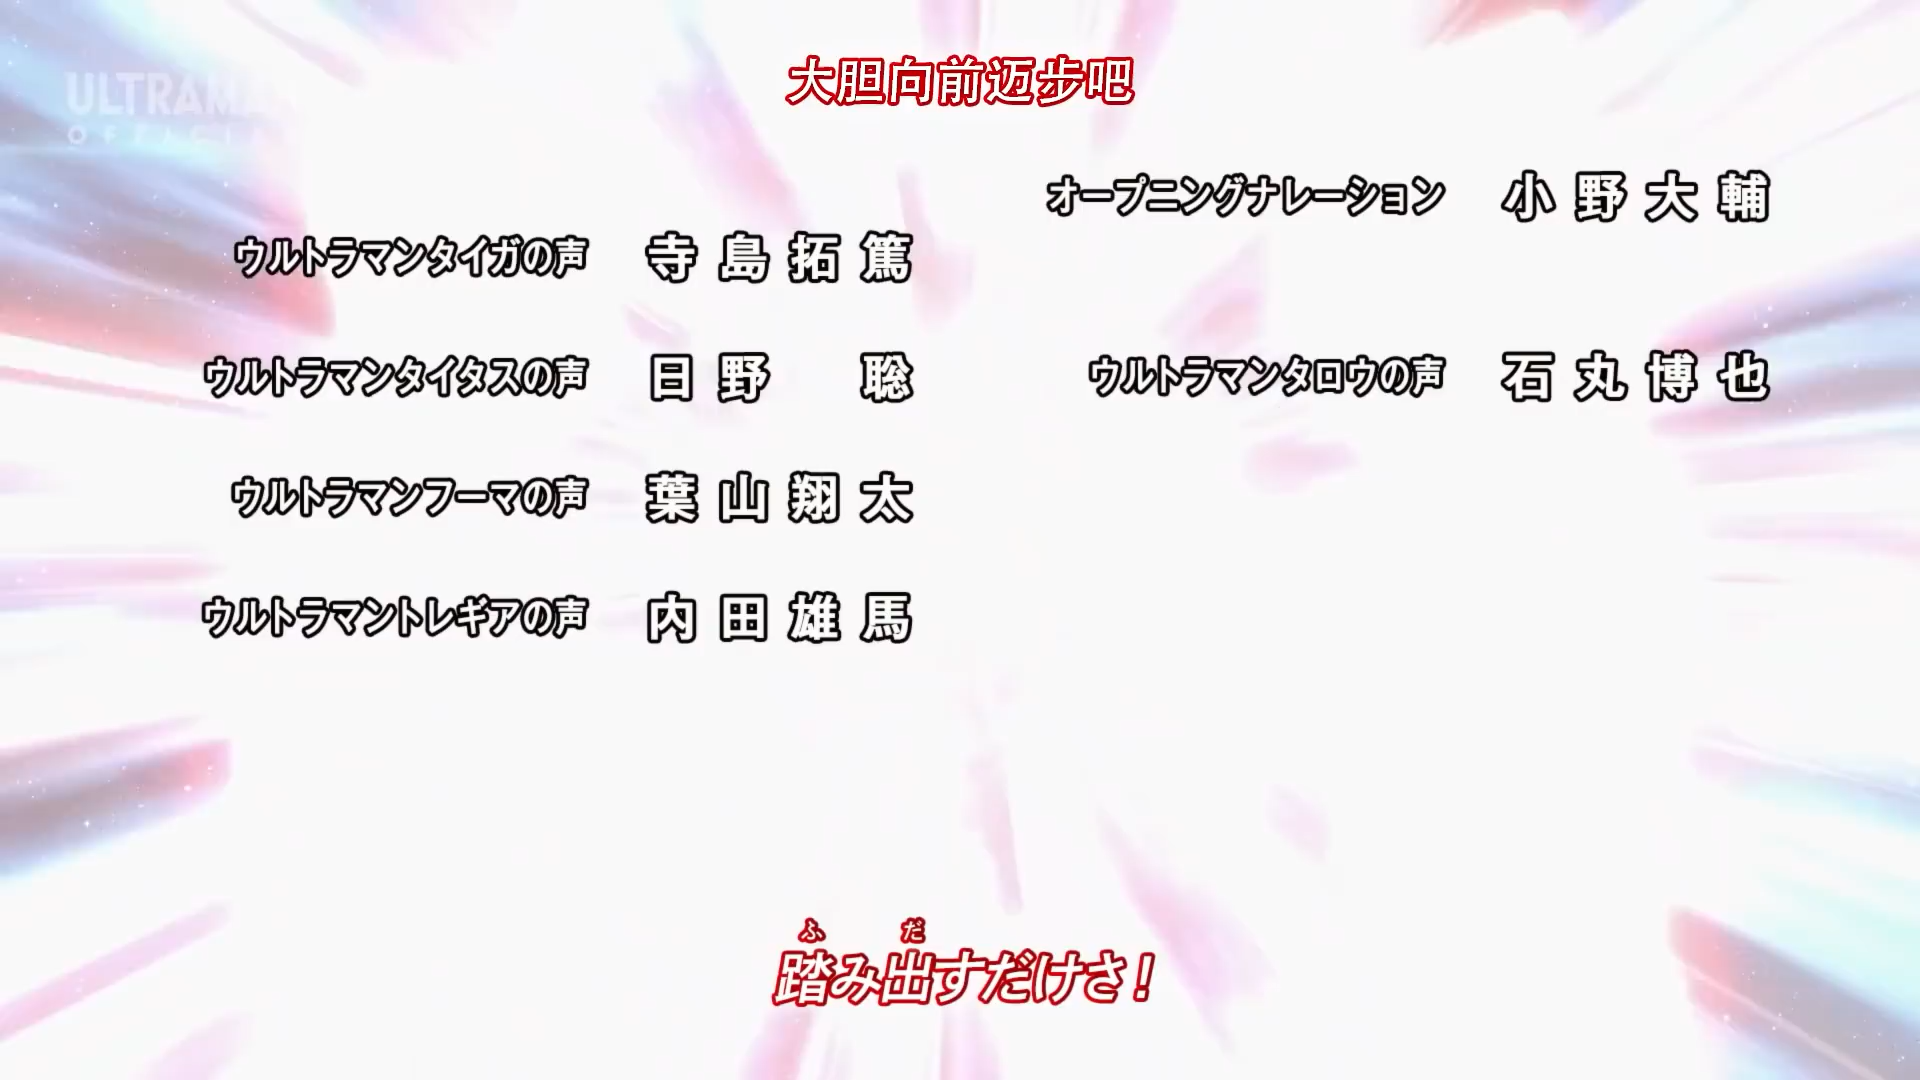 ULTRAMA
OFFICIA
大胆向前迈步吧
オープニングナレーション 小野大輔
ウルトラマンタイガの声 寺島拓篤
ウルトラマンタイタスの声 日野 聡
ウルトラマンタロウの声 石丸博也
ウルトラマンフーマの声 葉山翔太
ウルトラマントレギアの声 内田雄馬
ふ だ
踏み出すだけさ！